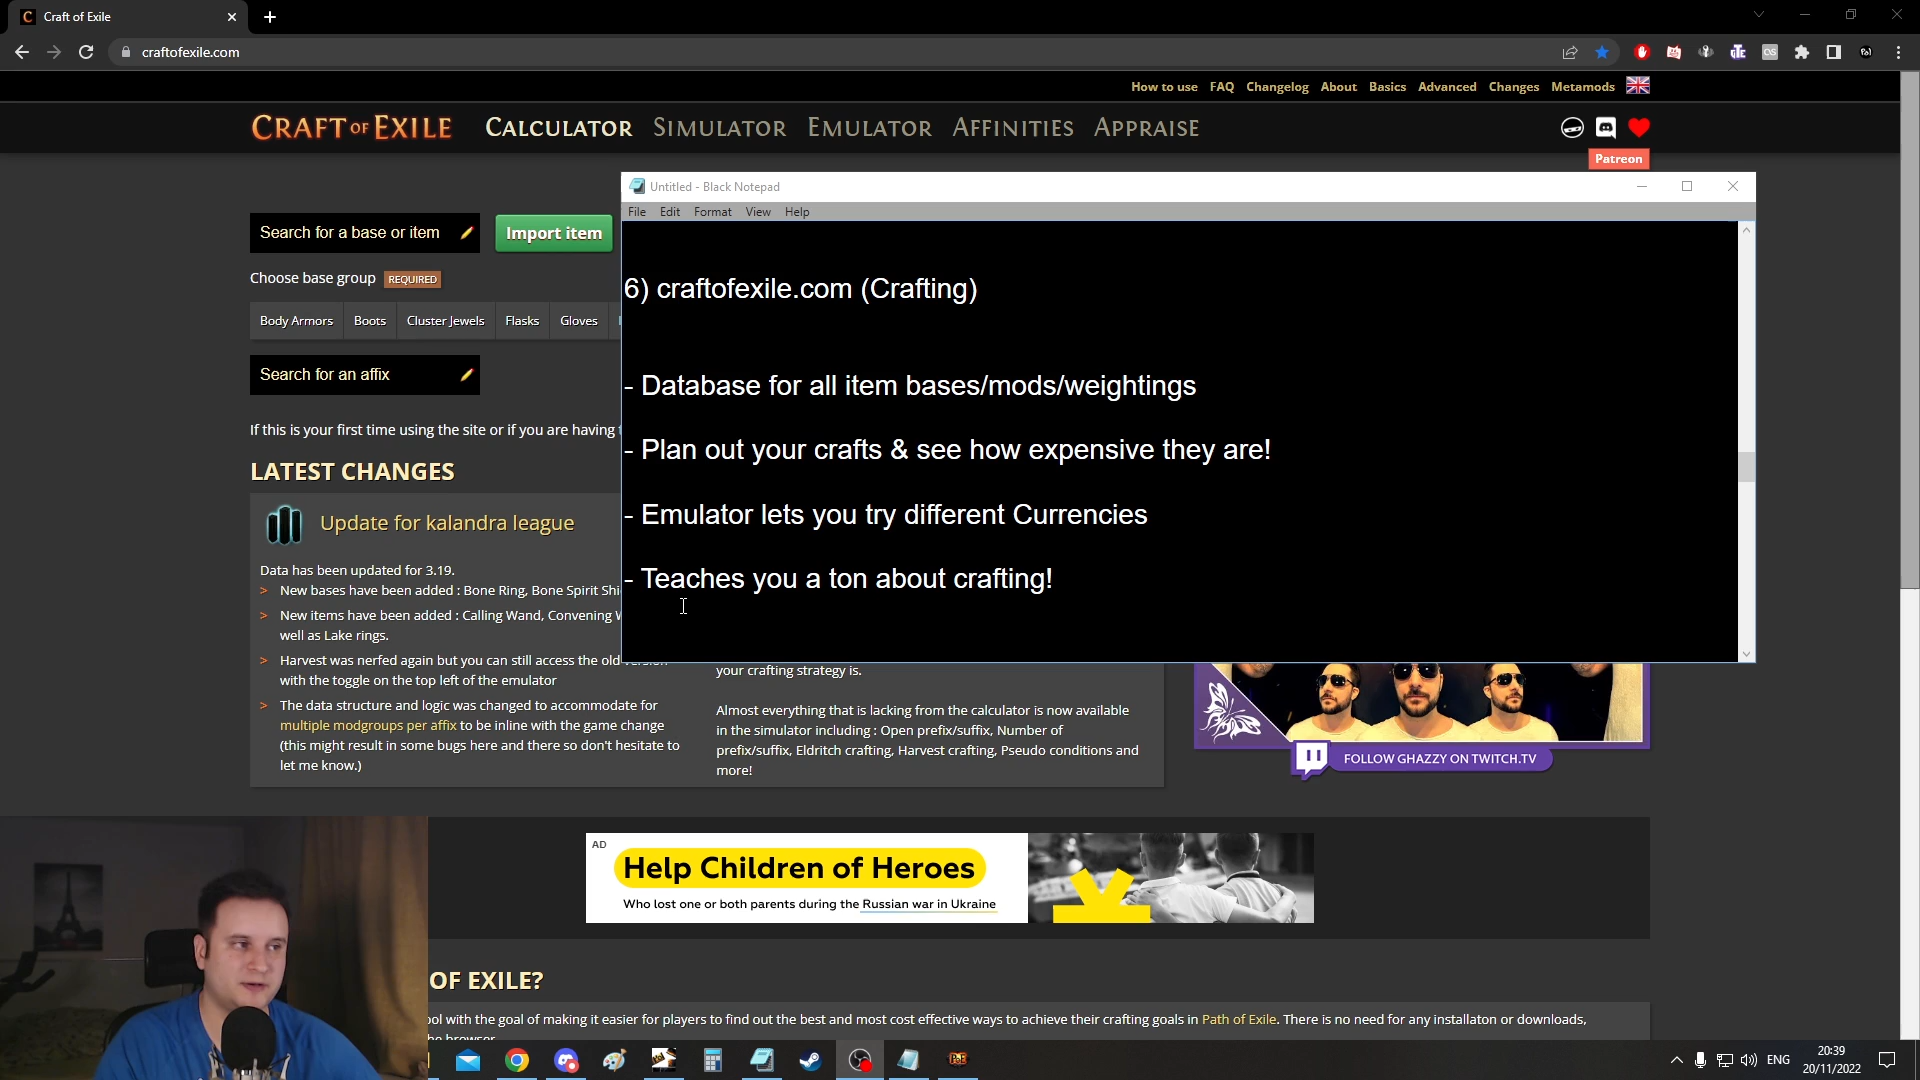 Craft of Exile
craftofexile.com
How to use FAQ Changelog About Basics Advanced Changes Metamods
CRAFT OF EXILE CALCULATOR SIMULATOR EMULATOR AFFINITIES APPRAISE
Patreon
Untitled - Black Notepad
File Edit Format View Help
Search for a base or item
Import item
Choose base group REQUIRED
Body Armors Boots Cluster Jewels Flasks Gloves
Search for an affix
If this is your first time using the site or if you are having
LATEST CHANGES
Update for kalandra league
Data has been updated for 3.19.
> New bases have been added : Bone Ring, Bone Spirit Shi
> New items have been added : Calling Wand, Convening W
well as Lake rings.
> Harvest was nerfed again but you can still access the old version
with the toggle on the top left of the emulator
> The data structure and logic was changed to accommodate for
multiple modgroups per affix to be inline with the game change
(this might result in some bugs here and there so don't hesitate to
let me know.)
6) craftofexile.com (Crafting)
- Database for all item bases/mods/weightings
- Plan out your crafts & see how expensive they are!
- Emulator lets you try different Currencies
- Teaches you a ton about crafting!
your crafting strategy is.
Almost everything that is lacking from the calculator is now available
in the simulator including : Open prefix/suffix, Number of
prefix/suffix, Eldritch crafting, Harvest crafting, Pseudo conditions and
more!
FOLLOW GHAZZY ON TWITCH.TV
AD
Help Children of Heroes
Who lost one or both parents during the Russian war in Ukraine
OF EXILE?
ool with the goal of making it easier for players to find out the best and most cost effective ways to achieve their crafting goals in Path of Exile. There is no need for any installaton or downloads,
ENG
20:39
20/11/2022